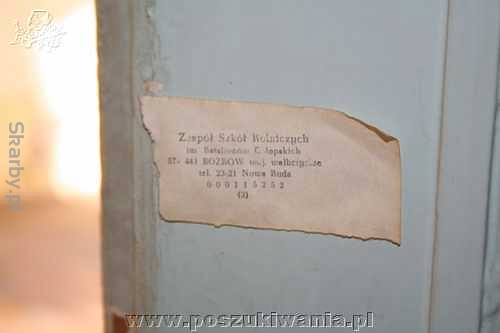 Zespół Szkół Rolniczych
im. Batalionów Chłopskich
57-441 BOŻKÓW woj. wałbrzyskie
tel. 23-21 Nowa Ruda
000115252
(3)
Skarby.pl
www.poszukiwania.pl